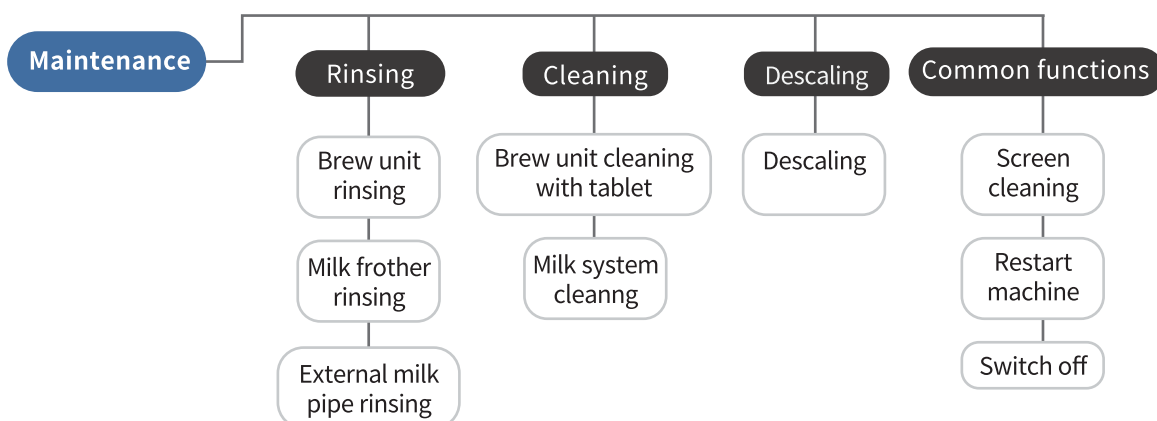 Maintenance
Rinsing
Cleaning
Descaling
Common functions
Brew unit
rinsing
Milk frother
rinsing
External milk
pipe rinsing
Brew unit cleaning
with tablet
Milk system
cleanng
Descaling
Screen
cleaning
Restart
machine
Switch off